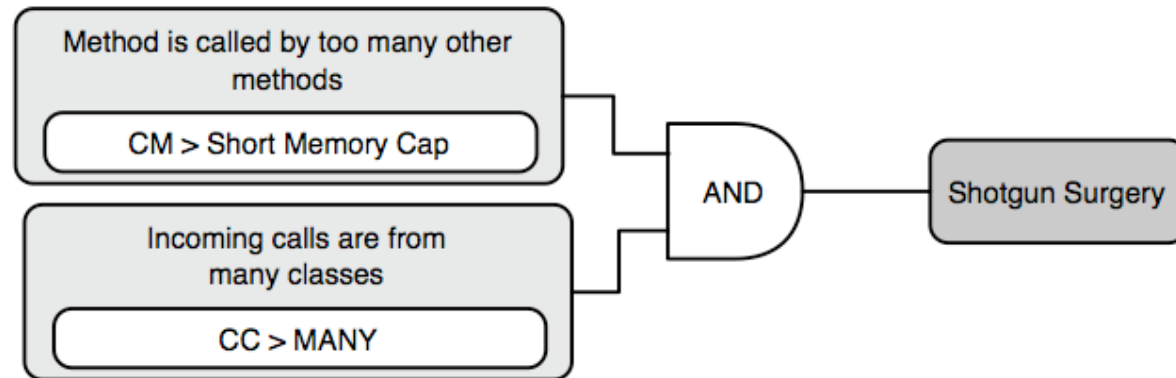 Method is called by too many other
methods
CM > Short Memory Cap
AND
Shotgun Surgery
Incoming calls are from
many classes
CC > MANY